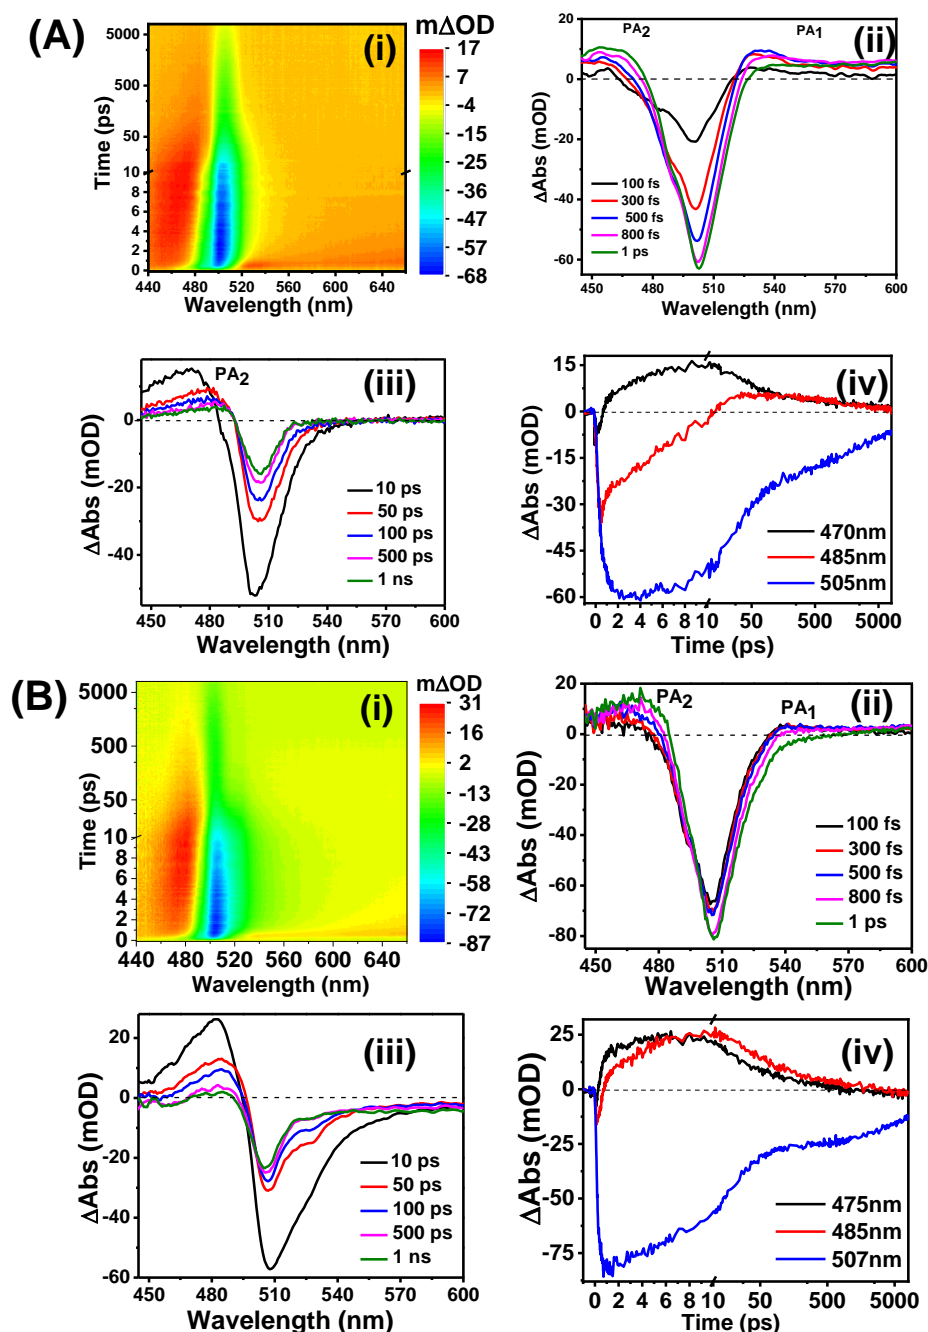 (A)
(i)
mΔOD
17
7
-4
-15
-26
-36
-47
-57
-68
Time (ps)
5000
500
50
10
8
6
4
2
0
440 480 520 560 600 640
Wavelength (nm)
(ii)
PA2
PA1
ΔAbs (mOD)
20
0
-20
-40
-60
100 fs
300 fs
500 fs
800 fs
1 ps
450 480 510 540 570 600
Wavelength (nm)
(iii)
PA2
ΔAbs (mOD)
0
-20
-40
10 ps
50 ps
100 ps
500 ps
1 ns
450 480 510 540 570 600
Wavelength (nm)
(iv)
ΔAbs (mOD)
15
0
-15
-30
-45
-60
470nm
485nm
505nm
0 2 4 6 8 10 50 500 5000
Time (ps)
(B)
(i)
mΔOD
31
16
2
-13
-28
-43
-58
-72
-87
Time (ps)
5000
500
50
10
8
6
4
2
0
440 480 520 560 600 640
Wavelength (nm)
(ii)
PA2
PA1
ΔAbs (mOD)
20
0
-20
-40
-60
-80
100 fs
300 fs
500 fs
800 fs
1 ps
450 480 510 540 570 600
Wavelength (nm)
(iii)
ΔAbs (mOD)
20
0
-20
-40
-60
10 ps
50 ps
100 ps
500 ps
1 ns
450 480 510 540 570 600
Wavelength (nm)
(iv)
ΔAbs (mOD)
25
0
-25
-50
-75
475nm
485nm
507nm
0 2 4 6 8 10 50 500 5000
Time (ps)